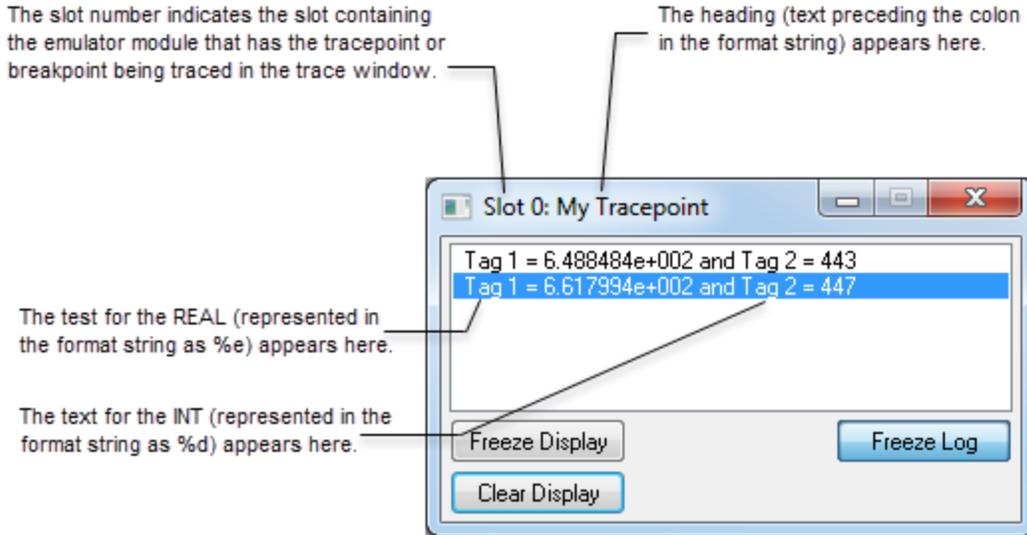 The slot number indicates the slot containing
the emulator module that has the tracepoint or
breakpoint being traced in the trace window.
The heading (text preceding the colon
in the format string) appears here.
Slot 0: My Tracepoint
Tag 1 = 6.488484e+002 and Tag 2 = 443
Tag 1 = 6.617994e+002 and Tag 2 = 447
The test for the REAL (represented in
the format string as %e) appears here.
The text for the INT (represented in the
format string as %d) appears here.
Freeze Display
Freeze Log
Clear Display